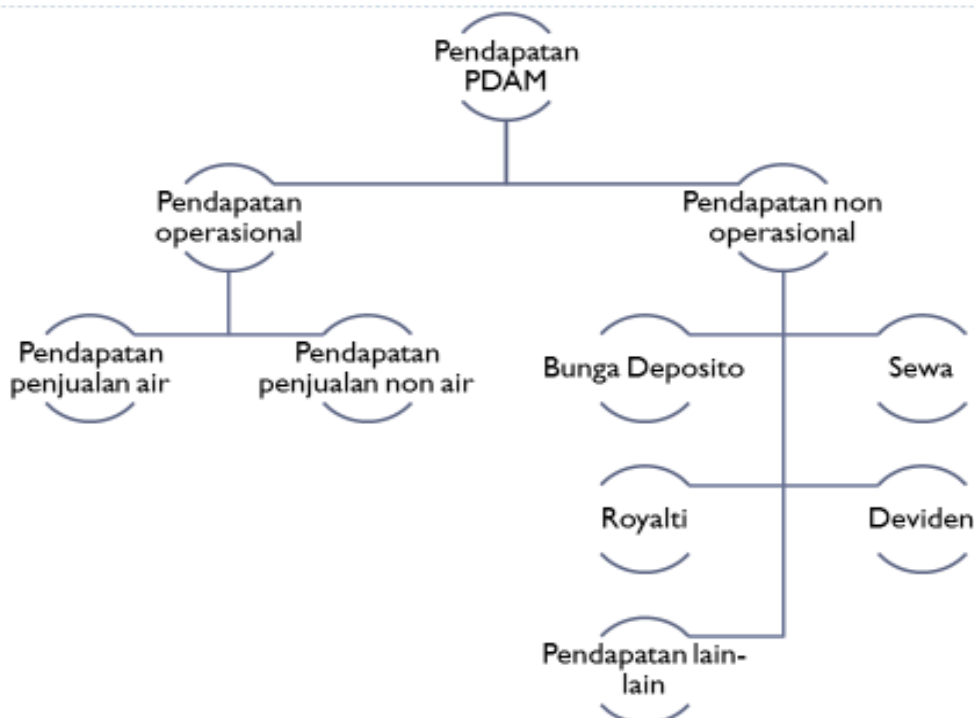 Pendapatan
PDAM
Pendapatan
operasional
Pendapatan non
operasional
Pendapatan
penjualan air
Pendapatan
penjualan non air
Bunga Deposito
Sewa
Royalti
Deviden
Pendapatan lain-
lain